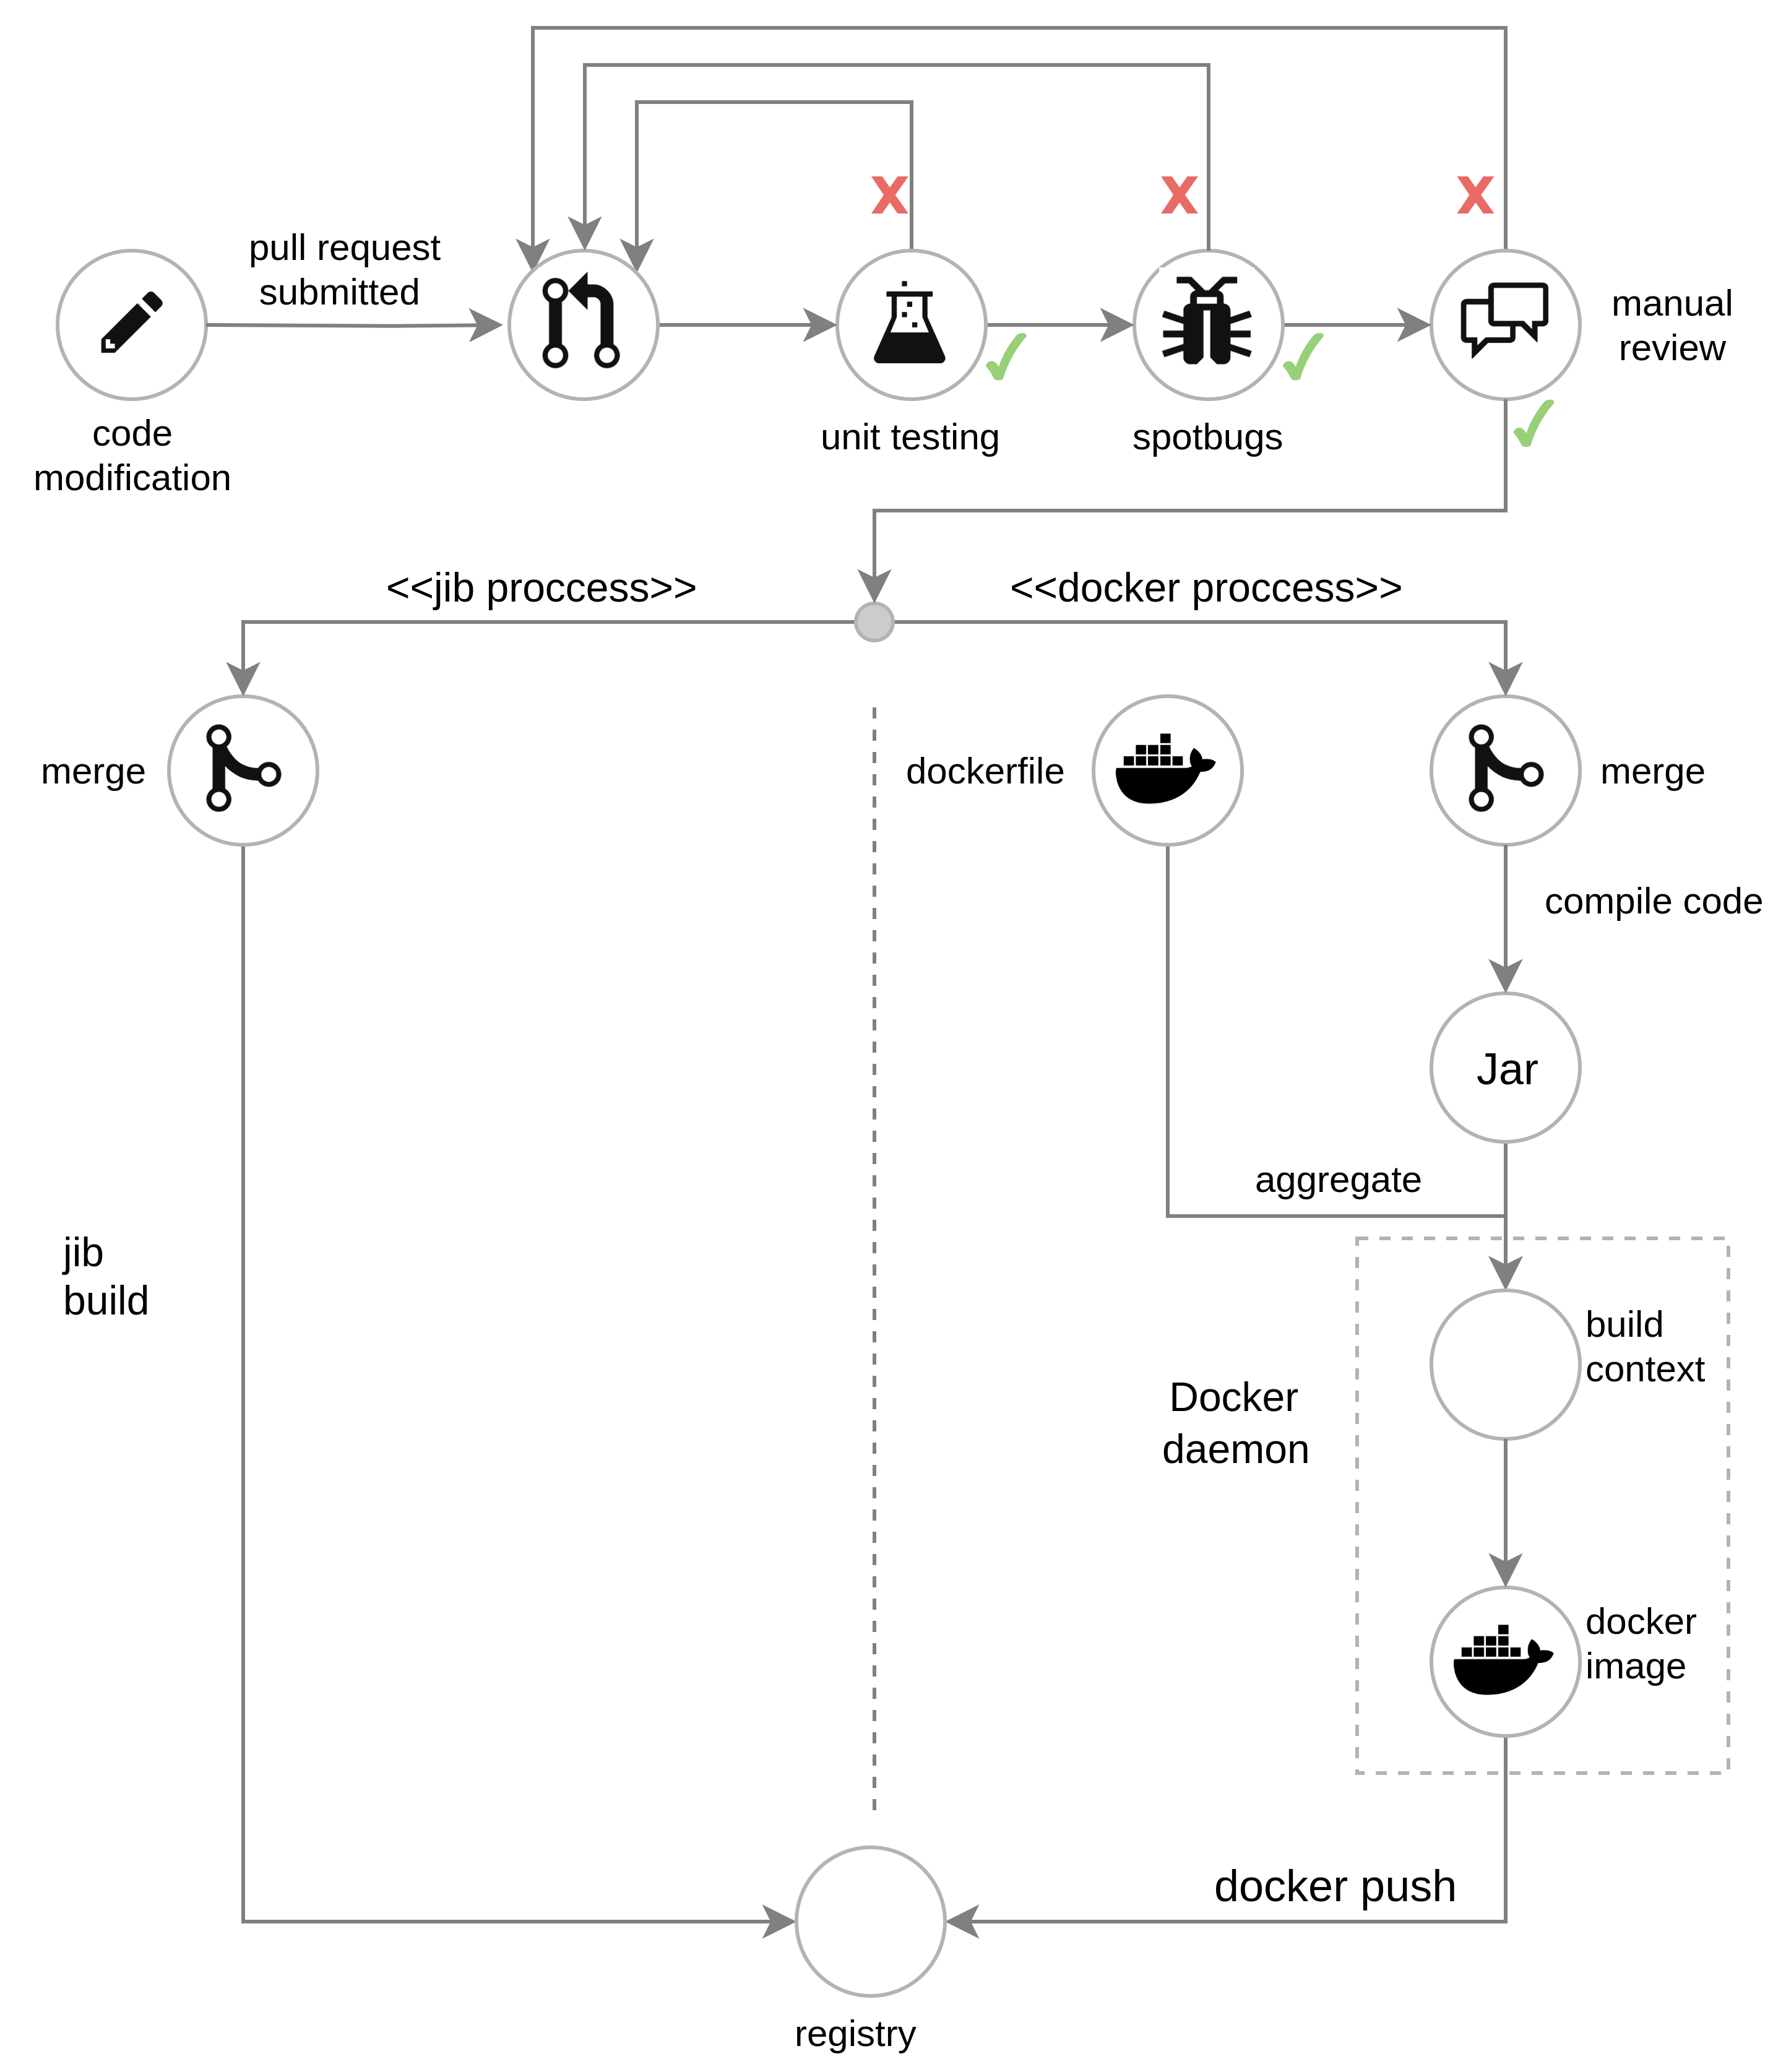 X
X
X
pull request
submitted
manual
review
code
modification
unit testing
spotbugs
<<jib proccess>>
<<docker proccess>>
merge
dockerfile
merge
compile code
Jar
aggregate
jib
build
build
context
Docker
daemon
docker
image
docker push
registry